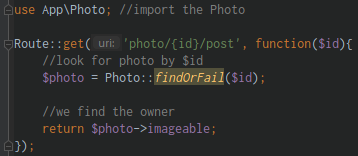 use App\Photo; //import the Photo
Route::get( uri: 'photo/{id}/post', function($id){
//look for photo by $id
$photo = Photo::findOrFail($id);
//we find the owner
return $photo->imageable;
});